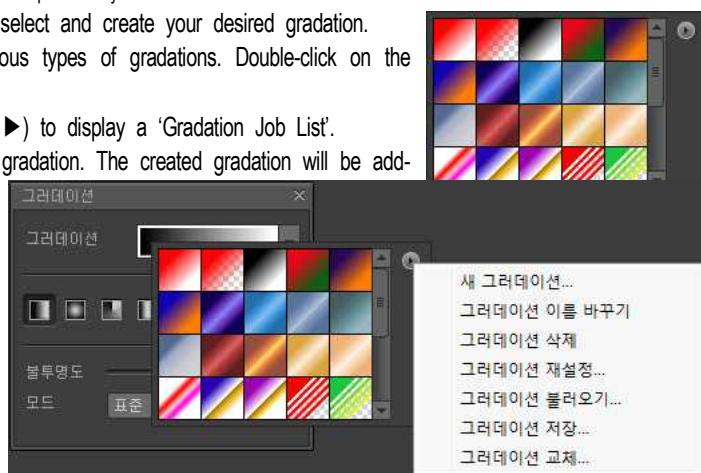 select and create your desired gradation.
ous types of gradations. Double-click on the
▶) to display a ‘Gradation Job List’.
gradation. The created gradation will be add-
그러데이션
그러데이션
불투명도
모드 표준
새 그러데이션...
그러데이션 이름 바꾸기
그러데이션 삭제
그러데이션 재설정...
그러데이션 불러오기...
그러데이션 저장...
그러데이션 교체...